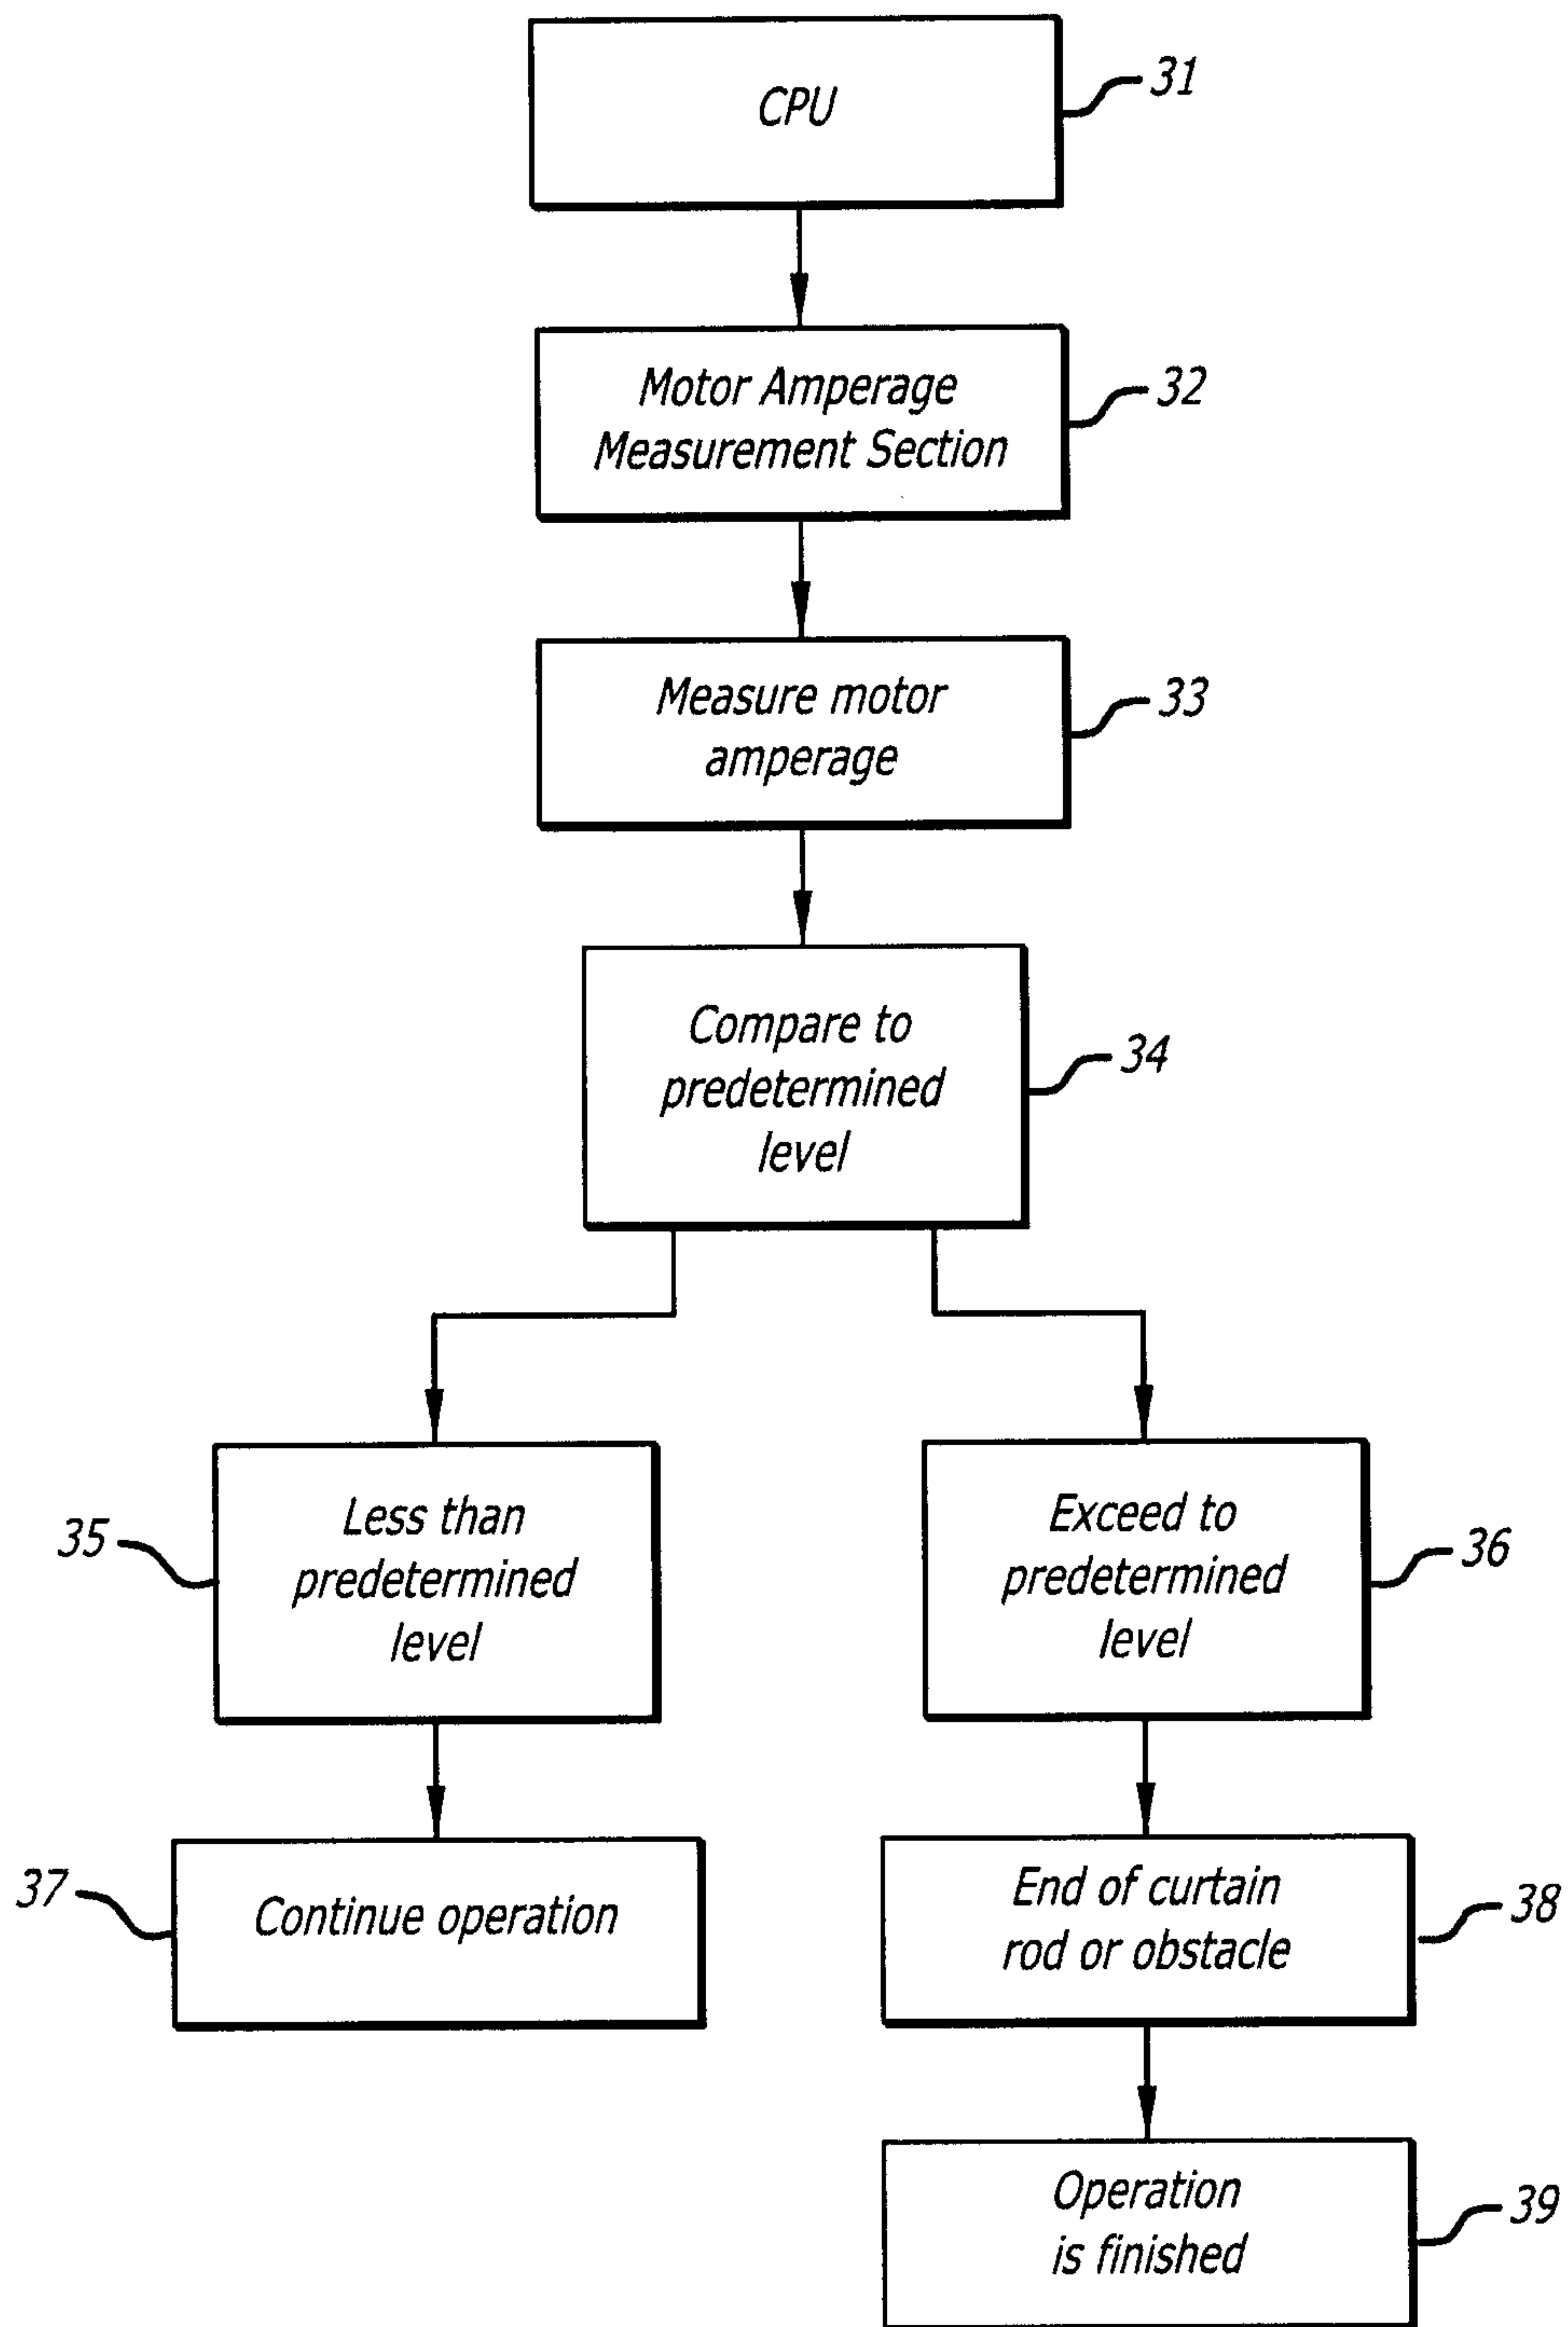 CPU
31
Motor Amperage
Measurement Section
32
Measure motor
amperage
33
Compare to
predetermined
level
34
Less than
predetermined
level
35
Exceed to
predetermined
level
36
Continue operation
37
End of curtain
rod or obstacle
38
Operation
is finished
39